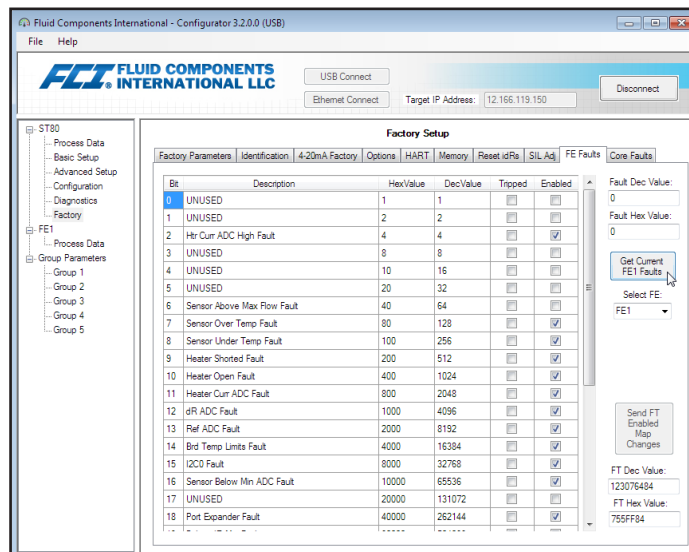 Fluid Components International - Configurator 3.2.0.0 (USB)
File Help
FCI FLUID COMPONENTS
® INTERNATIONAL LLC
USB Connect
Ethernet Connect
Target IP Address: 12.166.119.150
Disconnect
ST80
Process Data
Basic Setup
Advanced Setup
Configuration
Diagnostics
Factory
FE1
Process Data
Group Parameters
Group 1
Group 2
Group 3
Group 4
Group 5
Factory Setup
Factory Parameters Identification 4-20mA Factory Options HART Memory Reset idRs SIL Adj FE Faults Core Faults
Bit Description HexValue DecValue Tripped Enabled
0 UNUSED 1 1
1 UNUSED 2 2
2 Htr Curr ADC High Fault 4 4
3 UNUSED 8 8
4 UNUSED 10 16
5 UNUSED 20 32
6 Sensor Above Max Flow Fault 40 64
7 Sensor Over Temp Fault 80 128
8 Sensor Under Temp Fault 100 256
9 Heater Shorted Fault 200 512
10 Heater Open Fault 400 1024
11 Heater Curr ADC Fault 800 2048
12 dR ADC Fault 1000 4096
13 Ref ADC Fault 2000 8192
14 Brd Temp Limits Fault 4000 16384
15 I2C0 Fault 8000 32768
16 Sensor Below Min ADC Fault 10000 65536
17 UNUSED 20000 131072
18 Port Expander Fault 40000 262144
Fault Dec Value:
0
Fault Hex Value:
0
Get Current
FE1 Faults
Select FE:
FE1
Send FT
Enabled
Map
Changes
FT Dec Value:
123076484
FT Hex Value:
755FF84